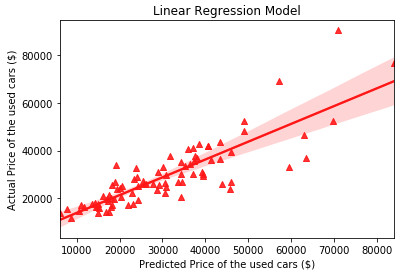 Linear Regression Model
Actual Price of the used cars ($)
80000
60000
40000
20000
10000 20000 30000 40000 50000 60000 70000 80000
Predicted Price of the used cars ($)